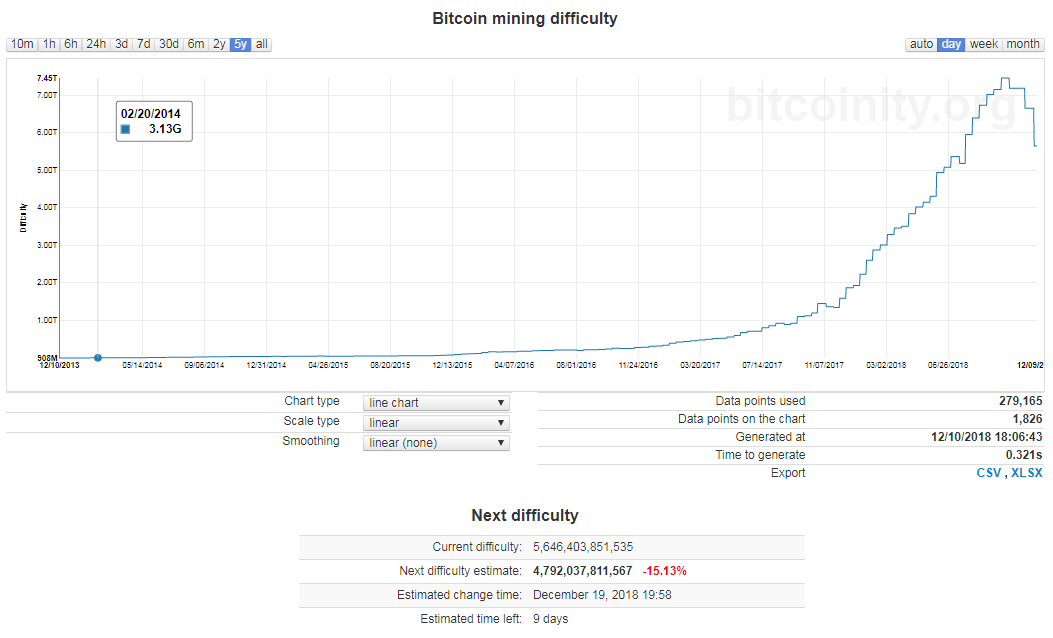 Bitcoin mining difficulty
10m 1h 6h 24h 3d 7d 30d 6m 2y 5y all
auto day week month
bitcoinity.org
7.45T
7.00T
6.00T
5.00T
4.00T
3.00T
2.00T
1.00T
908M
Difficulty
02/20/2014
3.13G
12/10/2013 05/14/2014 09/06/2014 12/31/2014 04/26/2015 08/20/2015 12/13/2015 04/07/2016 08/01/2016 11/24/2016 03/20/2017 07/14/2017 11/07/2017 03/02/2018 06/26/2018 12/09/2
Chart type line chart
Scale type linear
Smoothing linear (none)
Data points used 279,165
Data points on the chart 1,826
Generated at 12/10/2018 18:06:43
Time to generate 0.321s
Export CSV , XLSX
Next difficulty
Current difficulty: 5,646,403,851,535
Next difficulty estimate: 4,792,037,811,567 -15.13%
Estimated change time: December 19, 2018 19:58
Estimated time left: 9 days